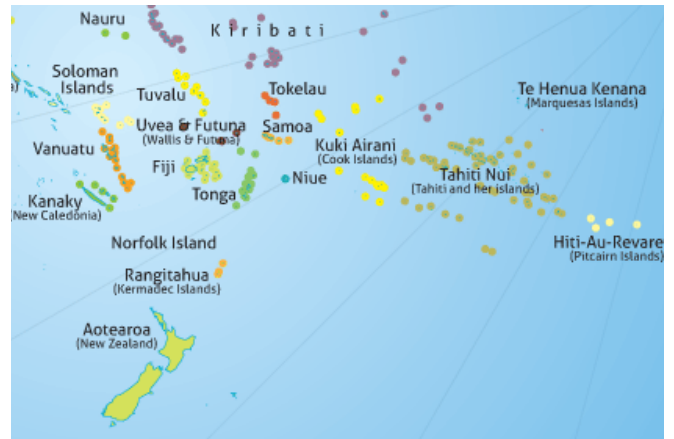 Nauru
Kiribati
Soloman
Islands
a)
Tuvalu
Tokelau
Te Henua Kenana
(Marquesas Islands)
Uvea & Futuna
(Wallis & Futuna)
Samoa
Vanuatu
Kuki Airani
(Cook Islands)
Fiji
Tahiti Nui
(Tahiti and her islands)
Niue
Tonga
Kanaky
(New Caledonia)
Norfolk Island
Hiti-Au-Revare
(Pitcairn Islands)
Rangitahua
(Kermadec Islands)
Aotearoa
(New Zealand)